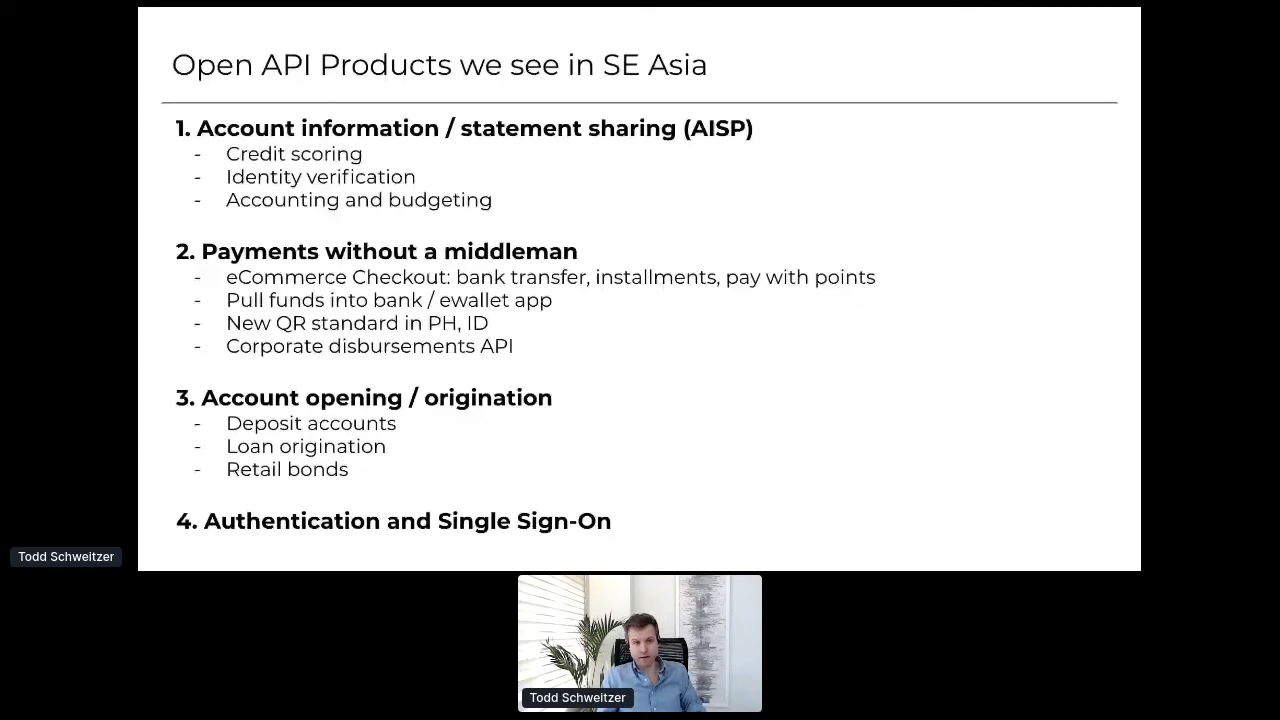 Open API Products we see in SE Asia
1. Account information / statement sharing (AISP)
- Credit scoring
- Identity verification
- Accounting and budgeting
2. Payments without a middleman
- eCommerce Checkout: bank transfer, installments, pay with points
- Pull funds into bank / ewallet app
- New QR standard in PH, ID
- Corporate disbursements API
3. Account opening / origination
- Deposit accounts
- Loan origination
- Retail bonds
4. Authentication and Single Sign-On
Todd Schweitzer
Todd Schweitzer